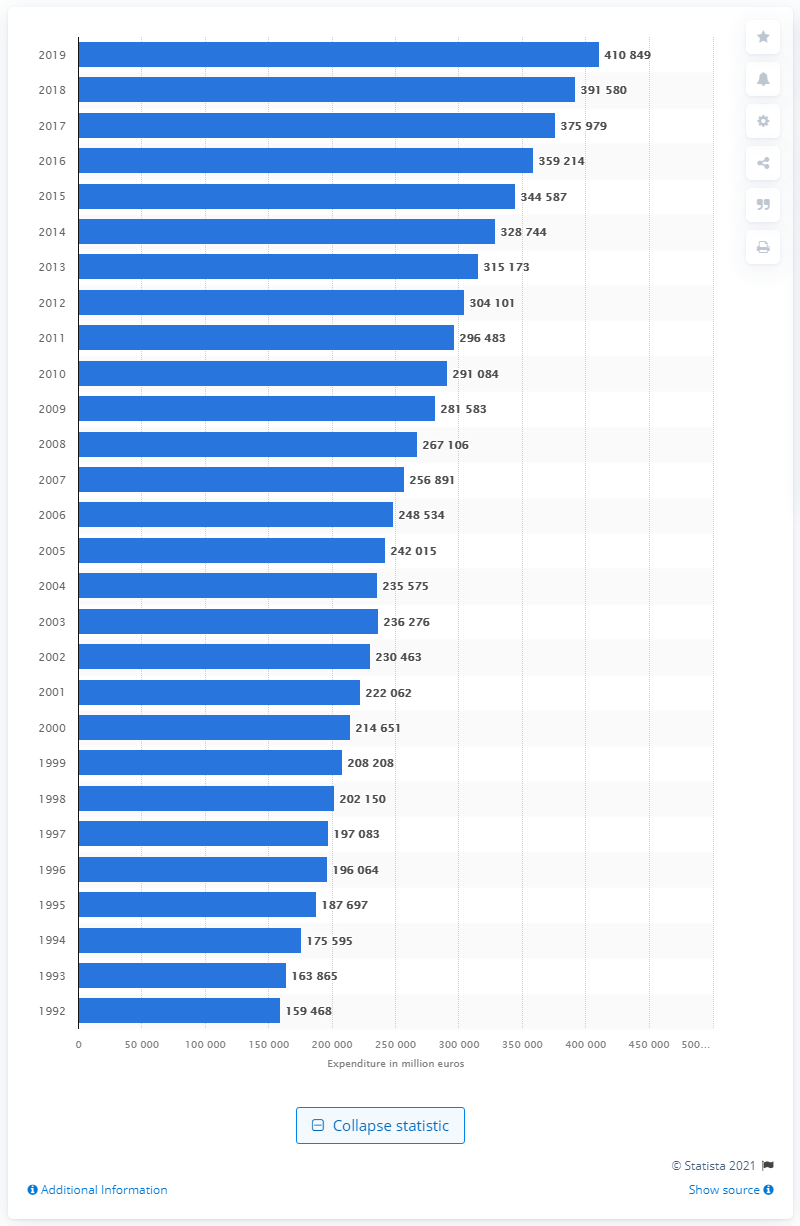 2019 410 849
2018 391 580
2017 375 979
2016 359 214
2015 344 587
2014 328 744
2013 315 173
2012 304 101
2011 296 483
2010 291 084
2009 281 583
2008 267 106
2007 256 891
2006 248 534
2005 242 015
2004 235 575
2003 236 276
2002 230 463
2001 222 062
2000 214 651
1999 208 208
1998 202 150
1997 197 083
1996 196 064
1995 187 697
1994 175 595
1993 163 865
1992 159 468
0 50 000 100 000 150 000 200 000 250 000 300 000 350 000 400 000 450 000 500...
Expenditure in million euros
Collapse statistic
© Statista 2021
Additional Information Show source